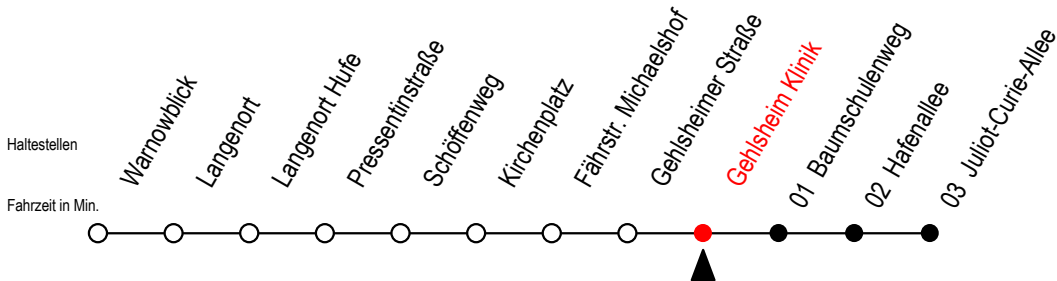 Haltestellen
Fahrzeit in Min.
Warnowblick
Langenort
Langenort Hufe
Pressentinstraße
Schöffenweg
Kirchenplatz
Fährstr. Michaelshof
Gehlsheimer Straße
Gehlsheim Klinik
01 Baumschulenweg
02 Hafenallee
03 Juliot-Curie-Allee